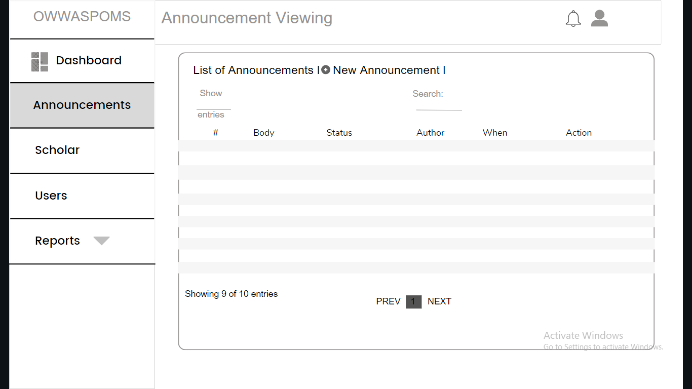 OWWASPOMS
Announcement Viewing
Dashboard
Announcements
Scholar
Users
Reports
List of Announcements | New Announcement |
Show
entries
Search:
# Body Status Author When Action
Showing 9 of 10 entries
PREV 1 NEXT
Activate Windows
Go to Settings to activate Windows.